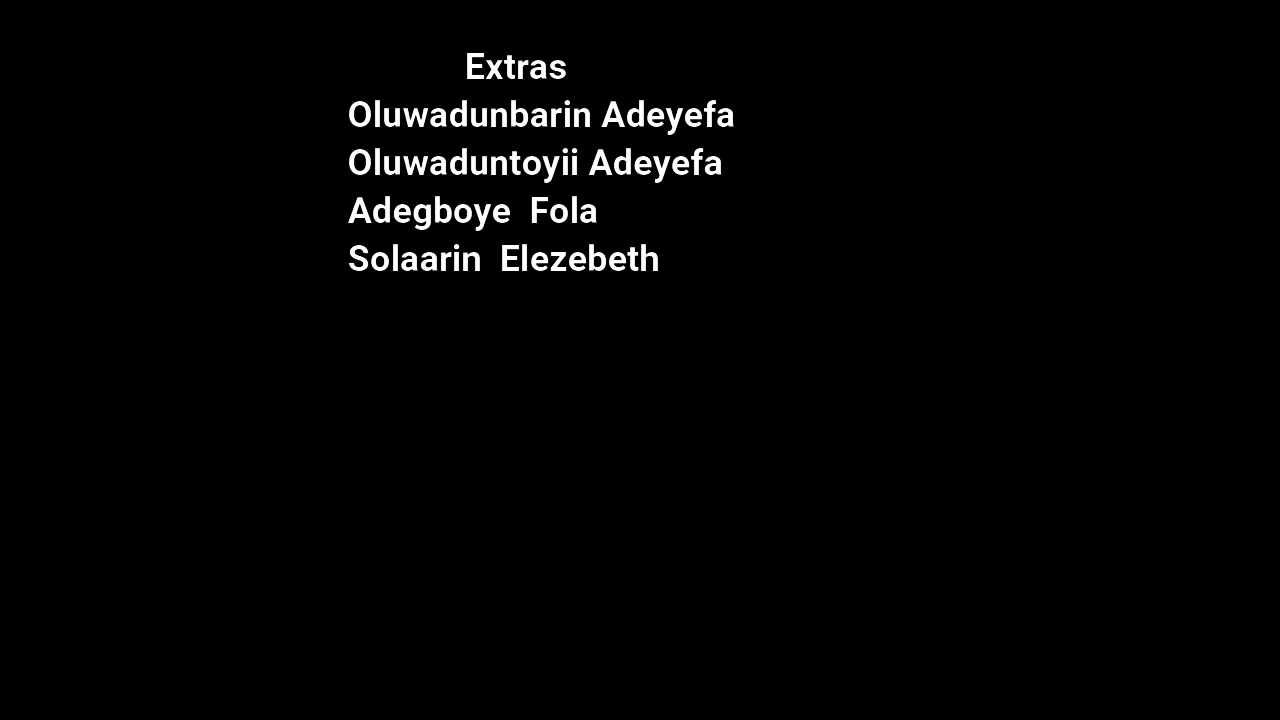 Extras
Oluwadunbarin Adeyefa
Oluwaduntoyii Adeyefa
Adegboye  Fola
Solaarin  Elezebeth